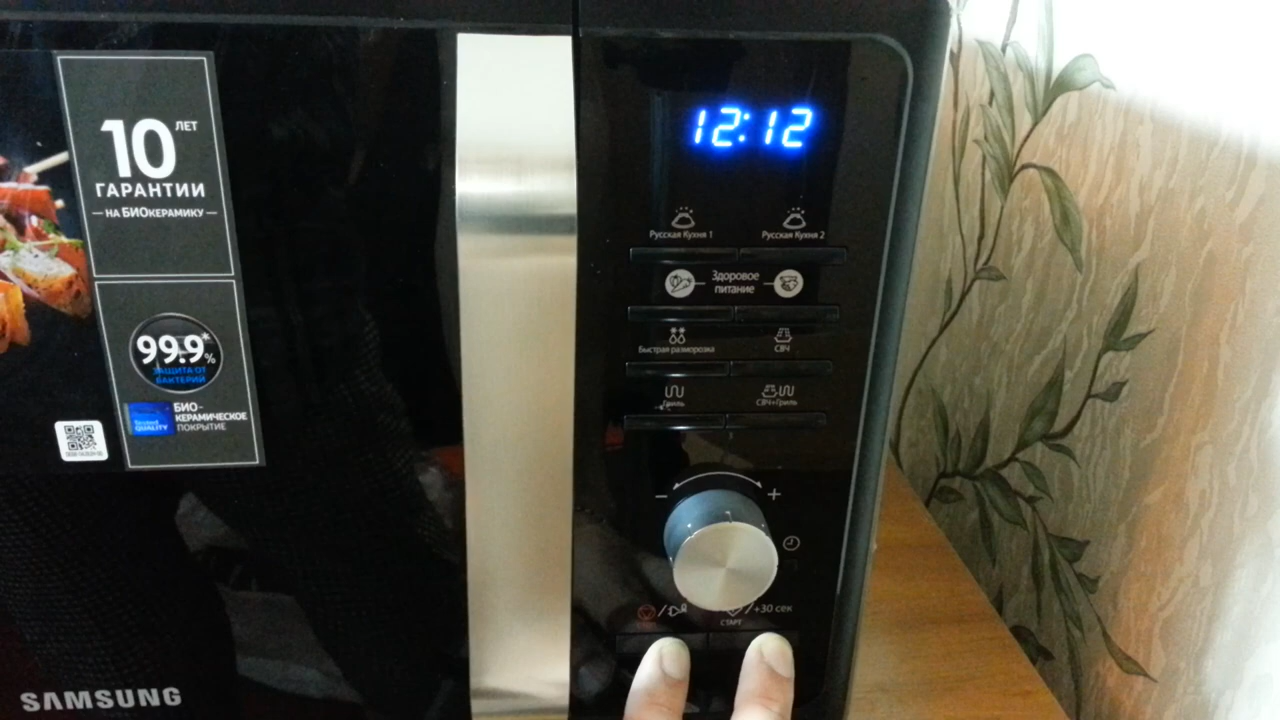 10 ЛЕТ
ГАРАНТИИ
НА БИОКЕРАМИКУ
99.9*%
ЗАЩИТА ОТ
БАКТЕРИЙ
QUALITY
БИО-
КЕРАМИЧЕСКОЕ
ПОКРЫТИЕ
SAMSUNG
12:12
Русская Кухня 1
Русская Кухня 2
Здоровое
питание
Быстрая разморозка
СВЧ
Гриль
СВЧ+Гриль
− +
/+30 сек
СТАРТ